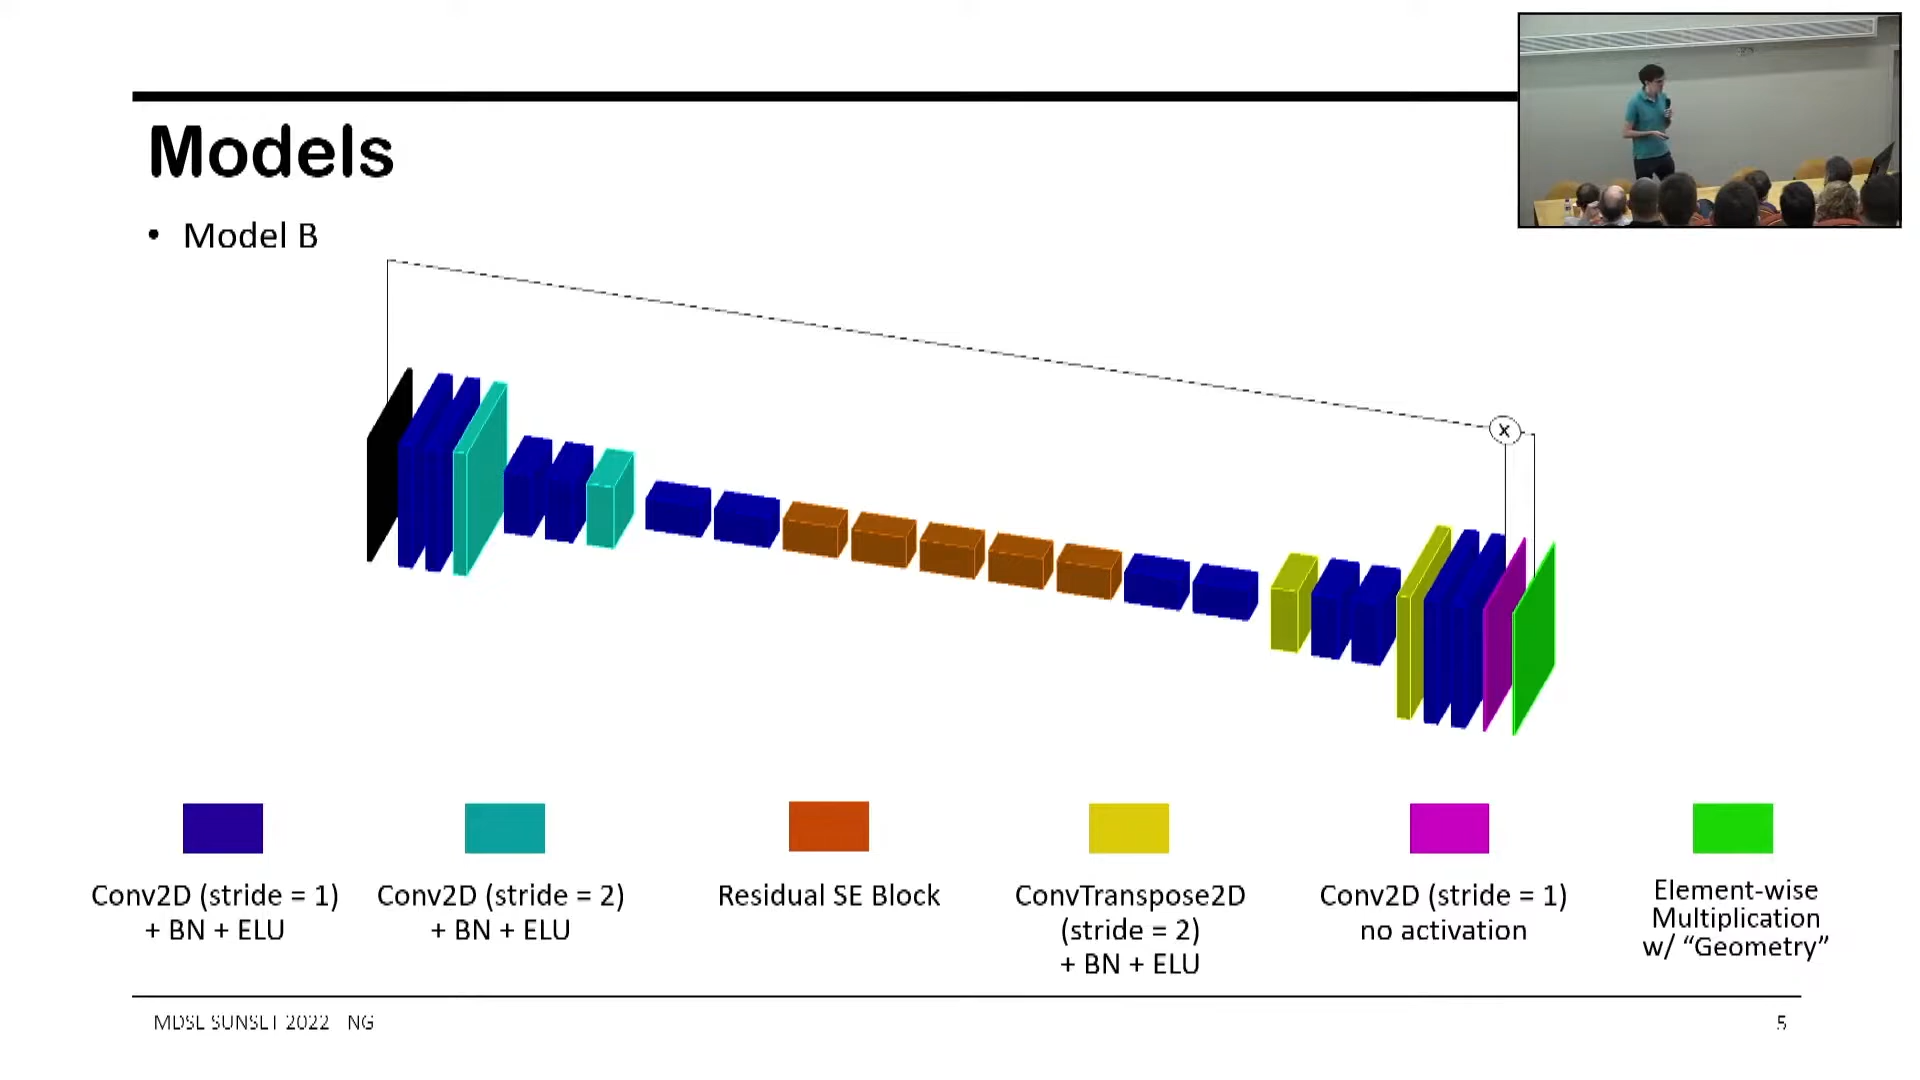 Models
• Model B
X
Conv2D (stride = 1)
+ BN + ELU
Conv2D (stride = 2)
+ BN + ELU
Residual SE Block
ConvTranspose2D
(stride = 2)
+ BN + ELU
Conv2D (stride = 1)
no activation
Element-wise
Multiplication
w/ “Geometry”
MDSL SUNSET 2022 NG
5